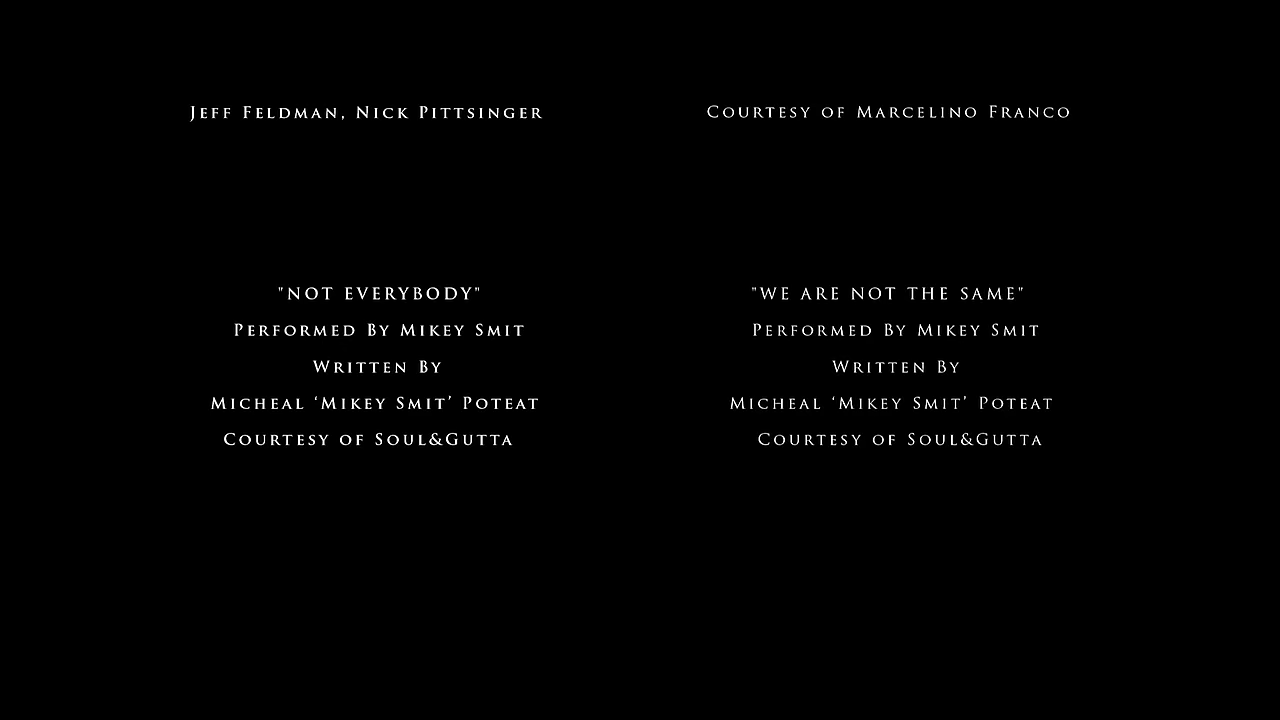 Jeff Feldman, Nick Pittsinger
"NOT EVERYBODY"
Performed By Mikey Smit
Written By
Micheal ‘Mikey Smit’ Poteat
Courtesy of Soul&Gutta
Courtesy of Marcelino Franco
"WE ARE NOT THE SAME"
Performed By Mikey Smit
Written By
Micheal ‘Mikey Smit’ Poteat
Courtesy of Soul&Gutta